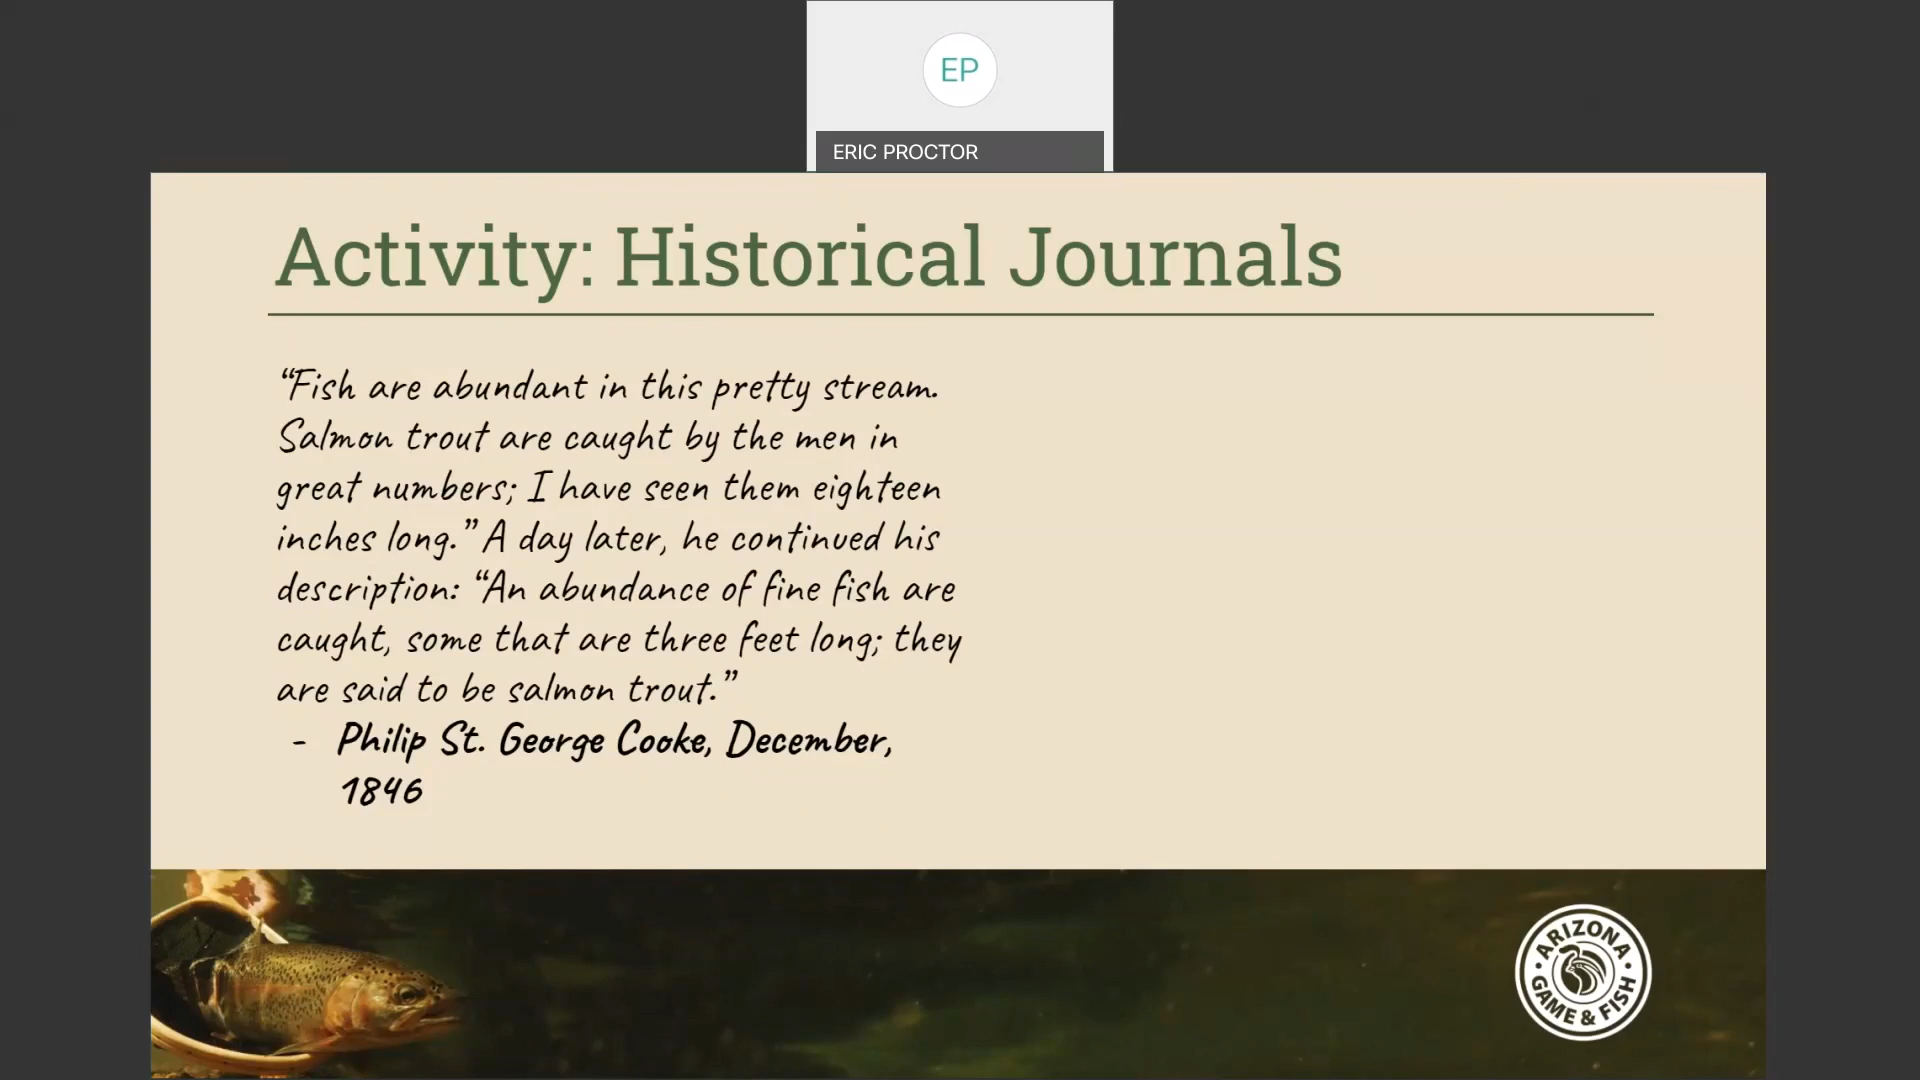 EP
ERIC PROCTOR
Activity: Historical Journals
“Fish are abundant in this pretty stream.
Salmon trout are caught by the men in
great numbers; I have seen them eighteen
inches long.” A day later, he continued his
description: “An abundance of fine fish are
caught, some that are three feet long; they
are said to be salmon trout.”
- Philip St. George Cooke, December,
1846
ARIZONA
GAME & FISH